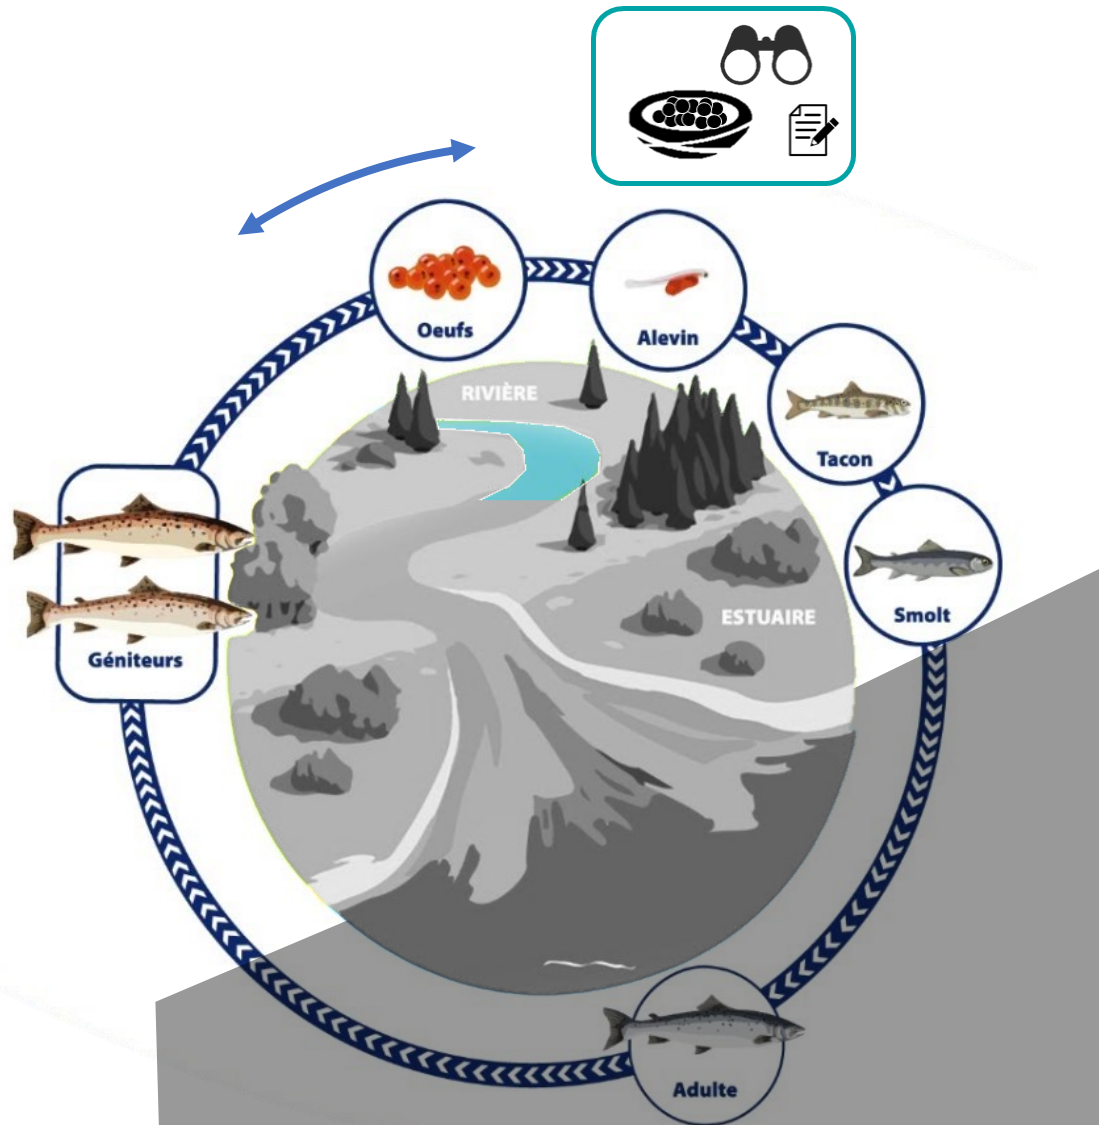 Oeufs
Alevin
RIVIÈRE
Tacon
Smolt
ESTUAIRE
Géniteurs
Adulte